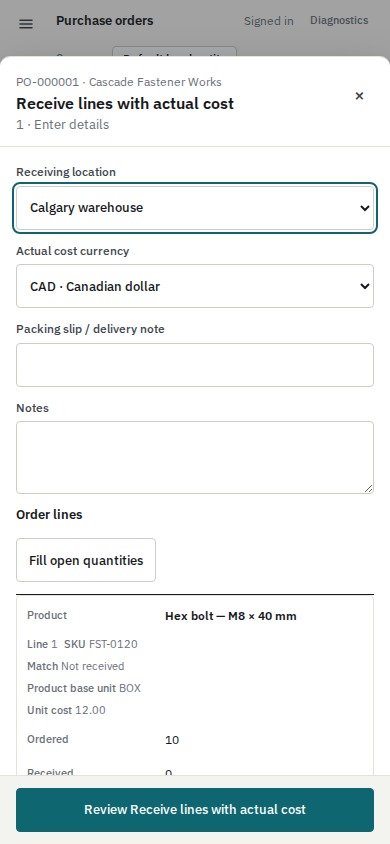 Purchase orders
Signed in
Diagnostics
PO-000001 · Cascade Fastener Works
Receive lines with actual cost
×
1 · Enter details
Receiving location
Calgary warehouse
Actual cost currency
CAD · Canadian dollar
Packing slip / delivery note
Notes
Order lines
Fill open quantities
Product
Hex bolt — M8 × 40 mm
Line 1 SKU FST-0120
Match Not received
Product base unit BOX
Unit cost 12.00
Ordered
10
Received
0
Review Receive lines with actual cost